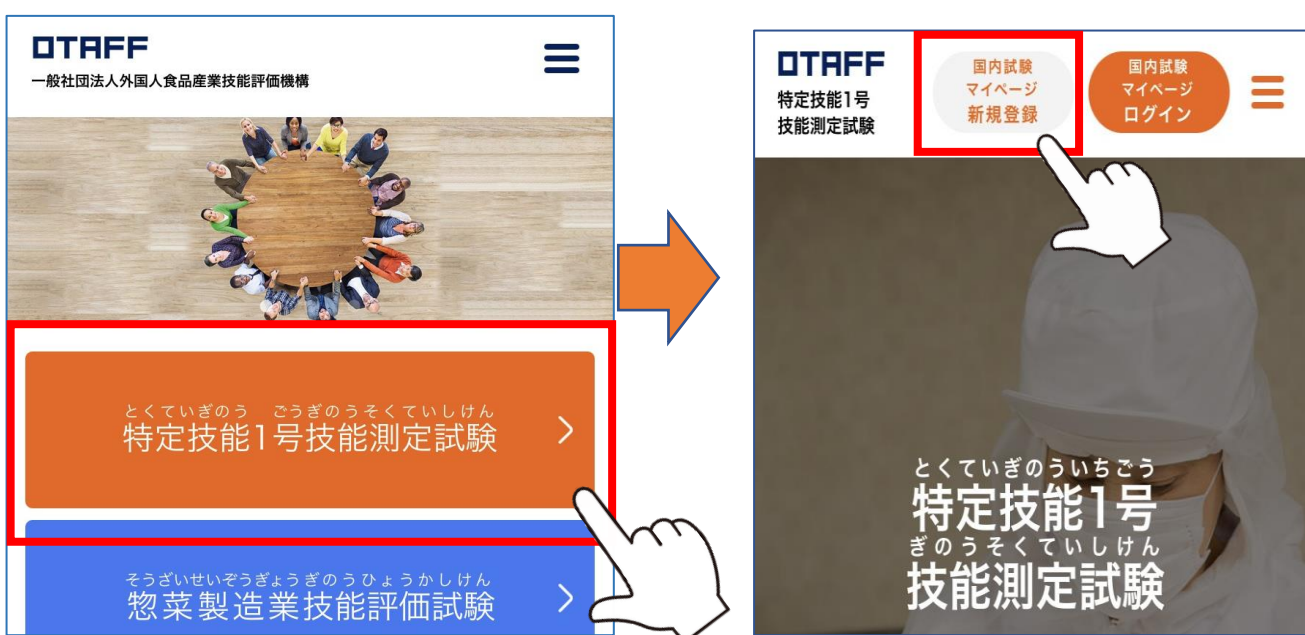 OTAFF
一般社団法人外国人食品産業技能評価機構
とくていぎのう ごうぎのうそくていしけん
特定技能1号技能測定試験
そうざいせいぞうぎょうぎのうひょうかしけん
惣菜製造業技能評価試験
OTAFF
特定技能1号
技能測定試験
国内試験
マイページ
新規登録
国内試験
マイページ
ログイン
とくていぎのういちごう
特定技能1号
ぎのうそくていしけん
技能測定試験